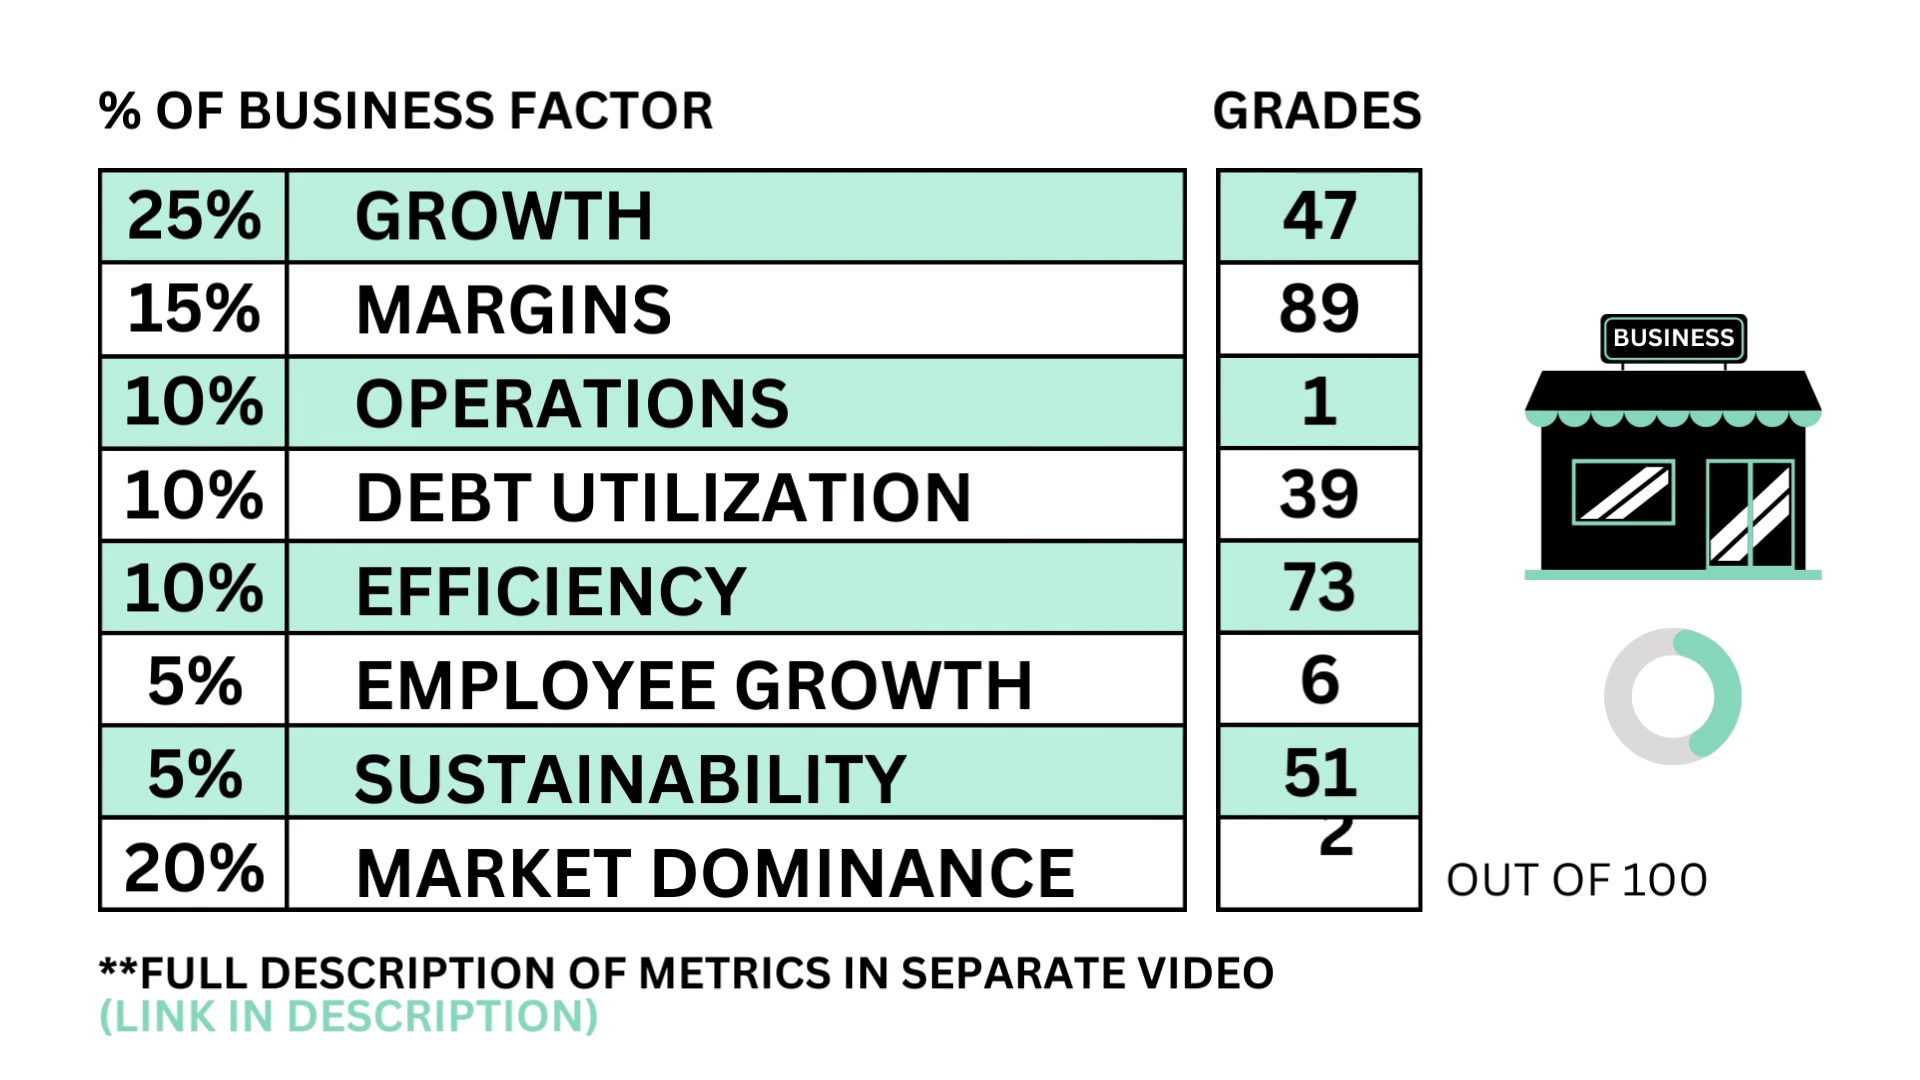 % OF BUSINESS FACTOR GRADES
25% GROWTH 47
15% MARGINS 89
10% OPERATIONS 1
10% DEBT UTILIZATION 39
10% EFFICIENCY 73
5% EMPLOYEE GROWTH 6
5% SUSTAINABILITY 51
20% MARKET DOMINANCE 2
OUT OF 100
BUSINESS
**FULL DESCRIPTION OF METRICS IN SEPARATE VIDEO
(LINK IN DESCRIPTION)